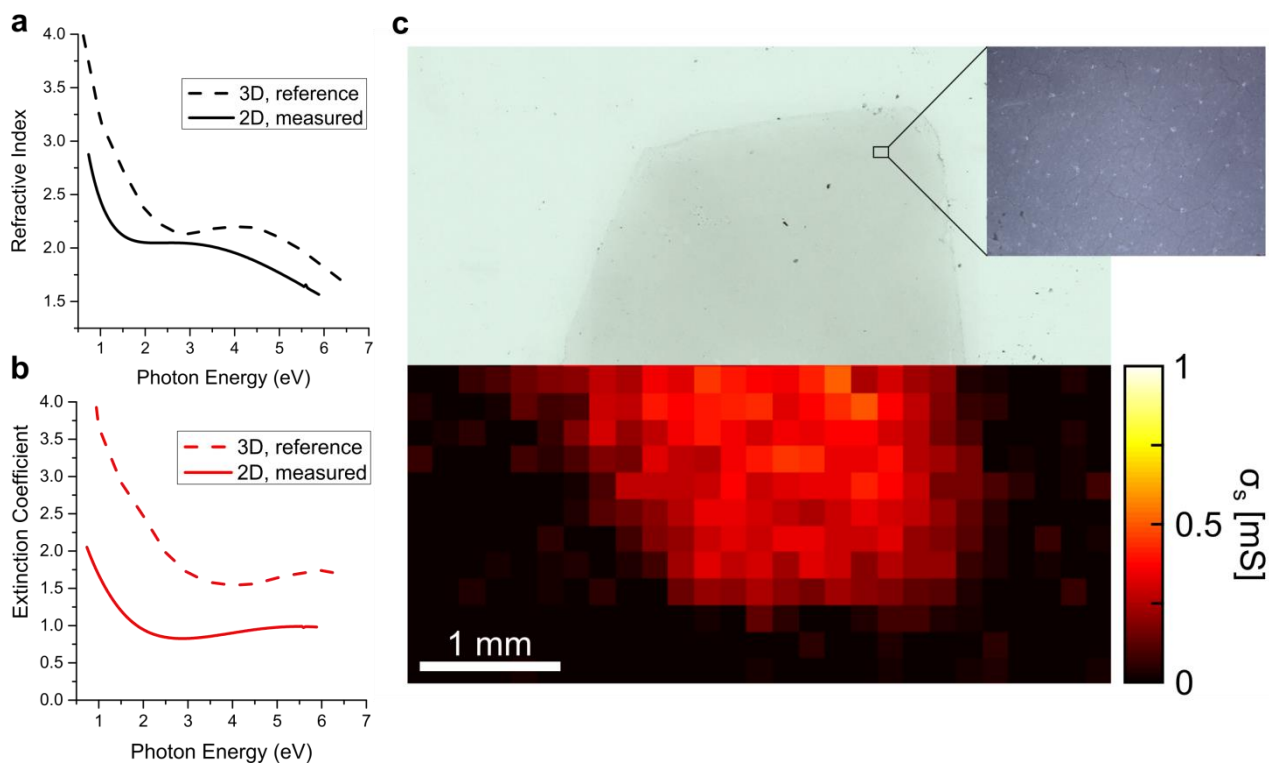 a
4.0
3.5
3.0
2.5
2.0
1.5
Refractive Index
3D, reference
2D, measured
1 2 3 4 5 6 7
Photon Energy (eV)
b
4.0
3.5
3.0
2.5
2.0
1.5
1.0
0.5
0.0
Extinction Coefficient
3D, reference
2D, measured
1 2 3 4 5 6 7
Photon Energy (eV)
c
1 mm
1
0.5
0
σs [mS]